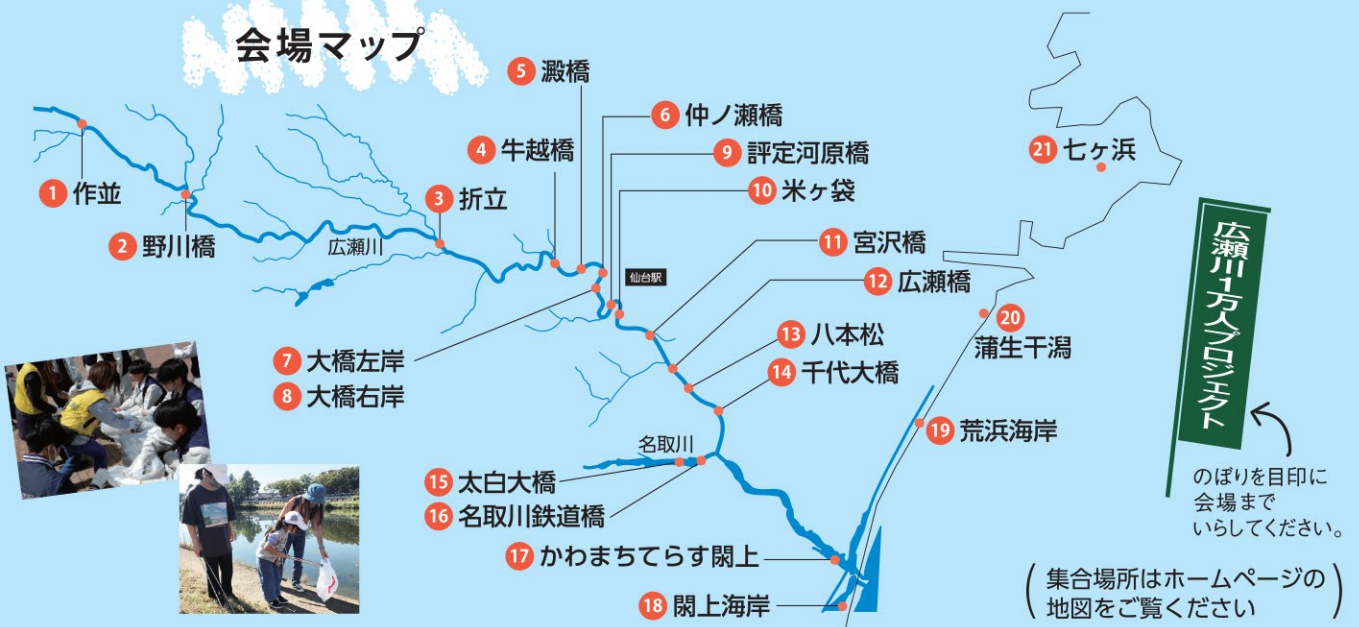 会場マップ
1 作並
2 野川橋
広瀬川
3 折立
4 牛越橋
5 澱橋
6 仲ノ瀬橋
仙台駅
7 大橋左岸
8 大橋右岸
9 評定河原橋
10 米ヶ袋
11 宮沢橋
12 広瀬橋
13 八本松
14 千代大橋
名取川
15 太白大橋
16 名取川鉄道橋
17 かわまちてらす閖上
18 閖上海岸
19 荒浜海岸
20
蒲生干潟
21 七ヶ浜
広瀬川1万人プロジェクト
のぼりを目印に
会場まで
いらしてください。
(集合場所はホームページの
地図をご覧ください)